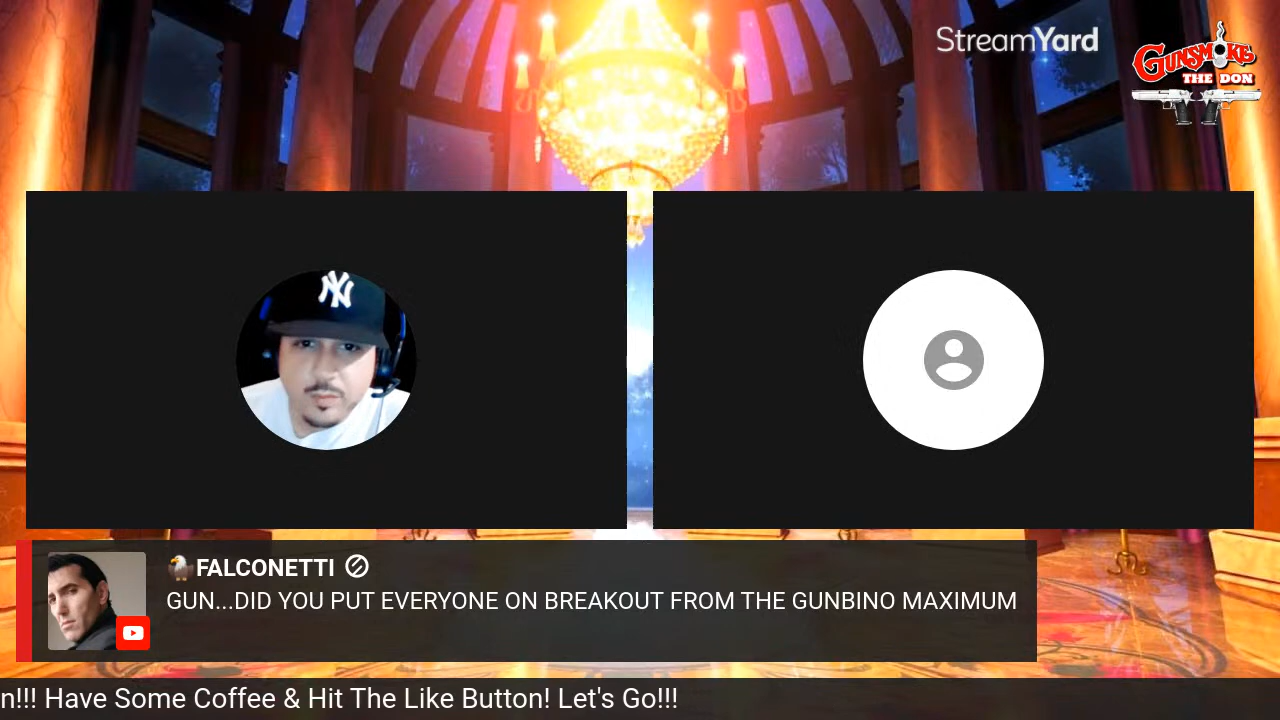 StreamYard
GUNSMOKE
THE DON
NY
FALCONETTI
GUN...DID YOU PUT EVERYONE ON BREAKOUT FROM THE GUNBINO MAXIMUM
n!!! Have Some Coffee & Hit The Like Button! Let's Go!!!